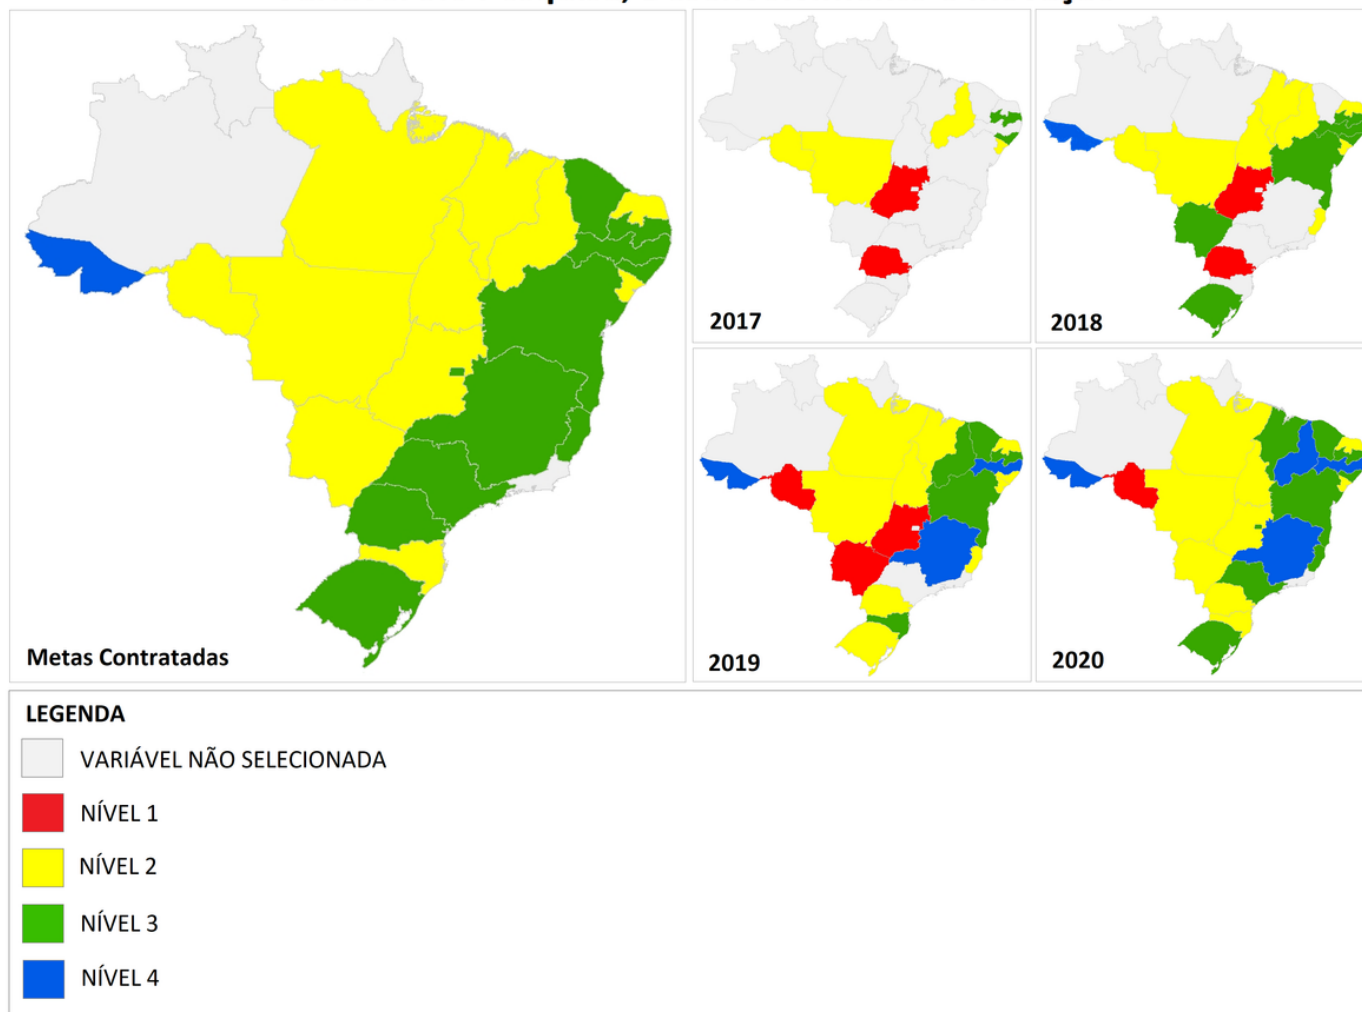 Metas Contratadas
2017
2018
2019
2020
LEGENDA
VARIÁVEL NÃO SELECIONADA
NÍVEL 1
NÍVEL 2
NÍVEL 3
NÍVEL 4